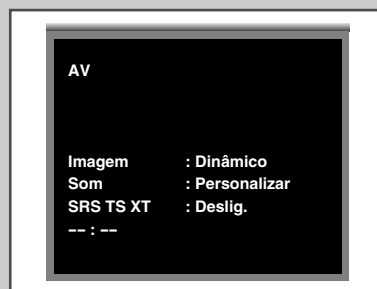 AV
Imagem : Dinâmico
Som : Personalizar
SRS TS XT : Deslig.
-- : --